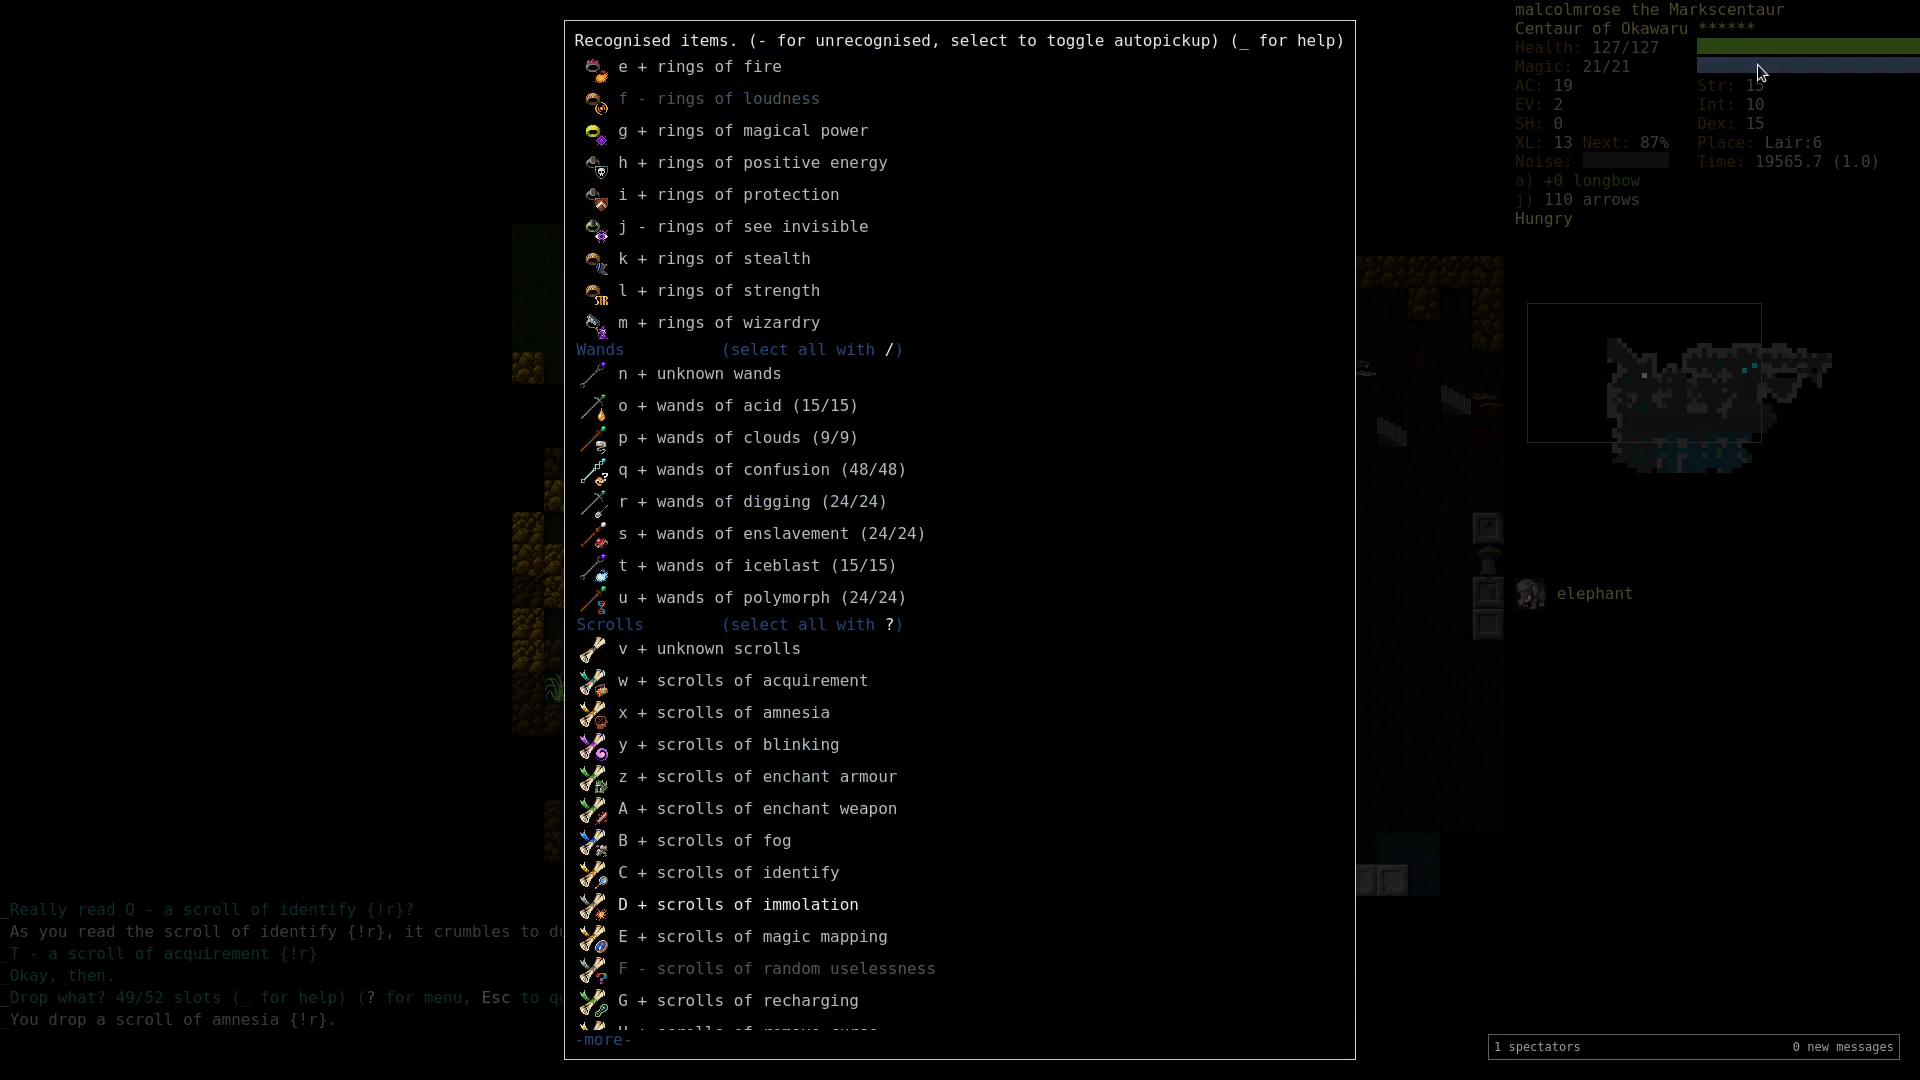 malcolmrose the Markscentaur
Centaur of Okawaru ******
Health: 127/127
Magic: 21/21
AC: 19 Str: 15
EV: 2 Int: 10
SH: 0 Dex: 15
XL: 13 Next: 87% Place: Lair:6
Noise: Time: 19565.7 (1.0)
a) +0 longbow
j) 110 arrows
Hungry
Recognised items. (- for unrecognised, select to toggle autopickup) (_ for help)
e + rings of fire
f - rings of loudness
g + rings of magical power
h + rings of positive energy
i + rings of protection
j - rings of see invisible
k + rings of stealth
l + rings of strength
m + rings of wizardry
Wands (select all with /)
n + unknown wands
o + wands of acid (15/15)
p + wands of clouds (9/9)
q + wands of confusion (48/48)
r + wands of digging (24/24)
s + wands of enslavement (24/24)
t + wands of iceblast (15/15)
u + wands of polymorph (24/24)
Scrolls (select all with ?)
v + unknown scrolls
w + scrolls of acquirement
x + scrolls of amnesia
y + scrolls of blinking
z + scrolls of enchant armour
A + scrolls of enchant weapon
B + scrolls of fog
C + scrolls of identify
D + scrolls of immolation
E + scrolls of magic mapping
F - scrolls of random uselessness
G + scrolls of recharging
-more-
elephant
_Really read Q - a scroll of identify {!r}?
As you read the scroll of identify {!r}, it crumbles to du
_T - a scroll of acquirement {!r}
_Okay, then.
_Drop what? 49/52 slots (_ for help) (? for menu, Esc to qu
_You drop a scroll of amnesia {!r}.
1 spectators 0 new messages